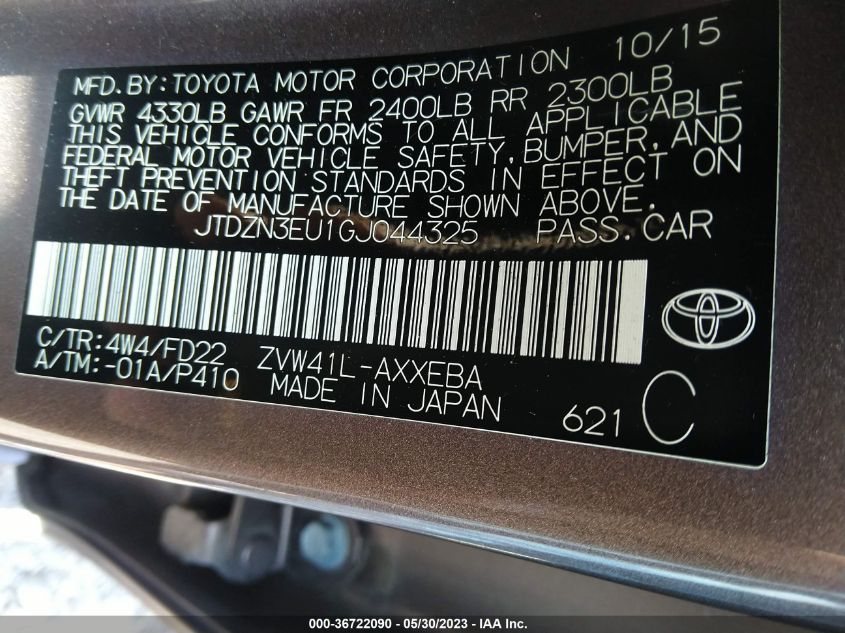 MFD.BY:TOYOTA MOTOR CORPORATION 10/15
GVWR 4330LB GAWR FR 2400LB RR 2300LB
THIS VEHICLE CONFORMS TO ALL APPLICABLE
FEDERAL MOTOR VEHICLE SAFETY,BUMPER,AND
THEFT PREVENTION STANDARDS IN EFFECT ON
THE DATE OF MANUFACTURE SHOWN ABOVE.
JTDZN3EU1GJ044325 PASS.CAR
C/TR:4W4/FD22 ZVW41L-AXXEBA
A/TM:-01A/P410 MADE IN JAPAN
621 C
000-36722090 - 05/30/2023 - IAA Inc.